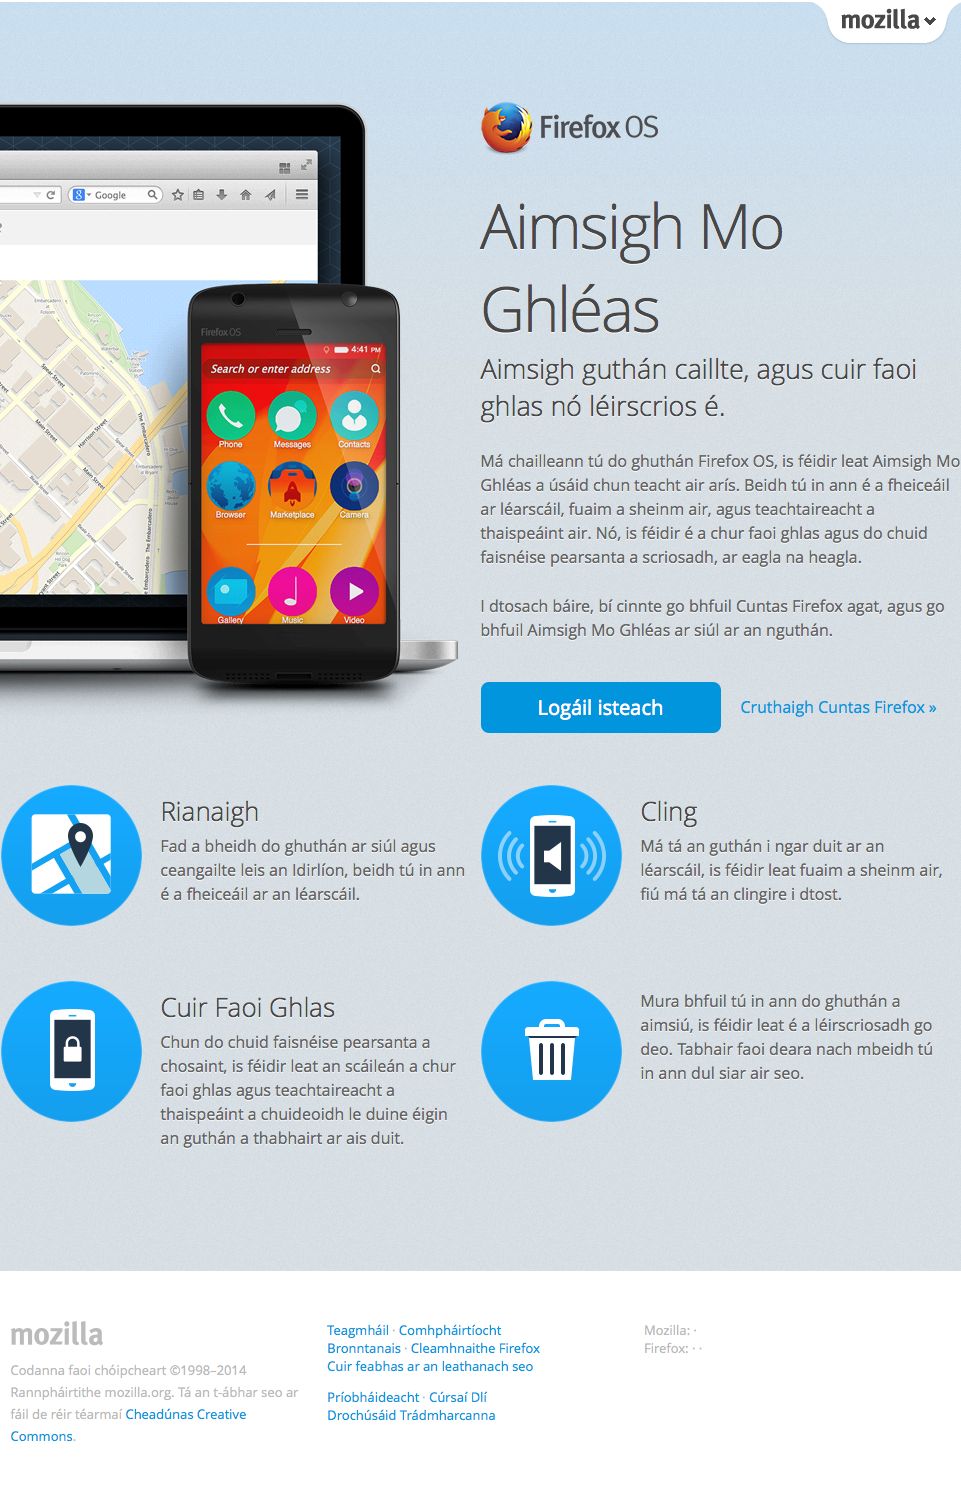 mozilla
Firefox OS
Aimsigh Mo
Ghléas
Aimsigh guthán caillte, agus cuir faoi
ghlas nó léirscrios é.
Má chailleann tú do ghuthán Firefox OS, is féidir leat Aimsigh Mo
Ghléas a úsáid chun teacht air arís. Beidh tú in ann é a fheiceáil
ar léarscáil, fuaim a sheinm air, agus teachtaireacht a
thaispeáint air. Nó, is féidir é a chur faoi ghlas agus do chuid
faisnéise pearsanta a scriosadh, ar eagla na heagla.
I dtosach báire, bí cinnte go bhfuil Cuntas Firefox agat, agus go
bhfuil Aimsigh Mo Ghléas ar siúl ar an nguthán.
Logáil isteach
Cruthaigh Cuntas Firefox »
Google
Firefox OS
4:41 PM
Search or enter address
Phone
Messages
Contacts
Browser
Marketplace
Camera
Gallery
Music
Video
Spear Street
Main Street
Harrison Street
Main Street
Beale Street
The Embarcadero
Rianaigh
Fad a bheidh do ghuthán ar siúl agus
ceangailte leis an Idirlíon, beidh tú in ann
é a fheiceáil ar an léarscáil.
Cling
Má tá an guthán i ngar duit ar an
léarscáil, is féidir leat fuaim a sheinm air,
fiú má tá an clingire i dtost.
Cuir Faoi Ghlas
Chun do chuid faisnéise pearsanta a
chosaint, is féidir leat an scáileán a chur
faoi ghlas agus teachtaireacht a
thaispeáint a chuideoidh le duine éigin
an guthán a thabhairt ar ais duit.
Mura bhfuil tú in ann do ghuthán a
aimsiú, is féidir leat é a léirscriosadh go
deo. Tabhair faoi deara nach mbeidh tú
in ann dul siar air seo.
mozilla
Codanna faoi chóipcheart ©1998–2014
Rannpháirtithe mozilla.org. Tá an t-ábhar seo ar
fáil de réir téarmaí Cheadúnas Creative
Commons.
Teagmháil · Comhpháirtíocht
Bronntanais · Cleamhnaithe Firefox
Cuir feabhas ar an leathanach seo
Príobháideacht · Cúrsaí Dlí
Drochúsáid Trádmharcanna
Mozilla: ·
Firefox: · ·